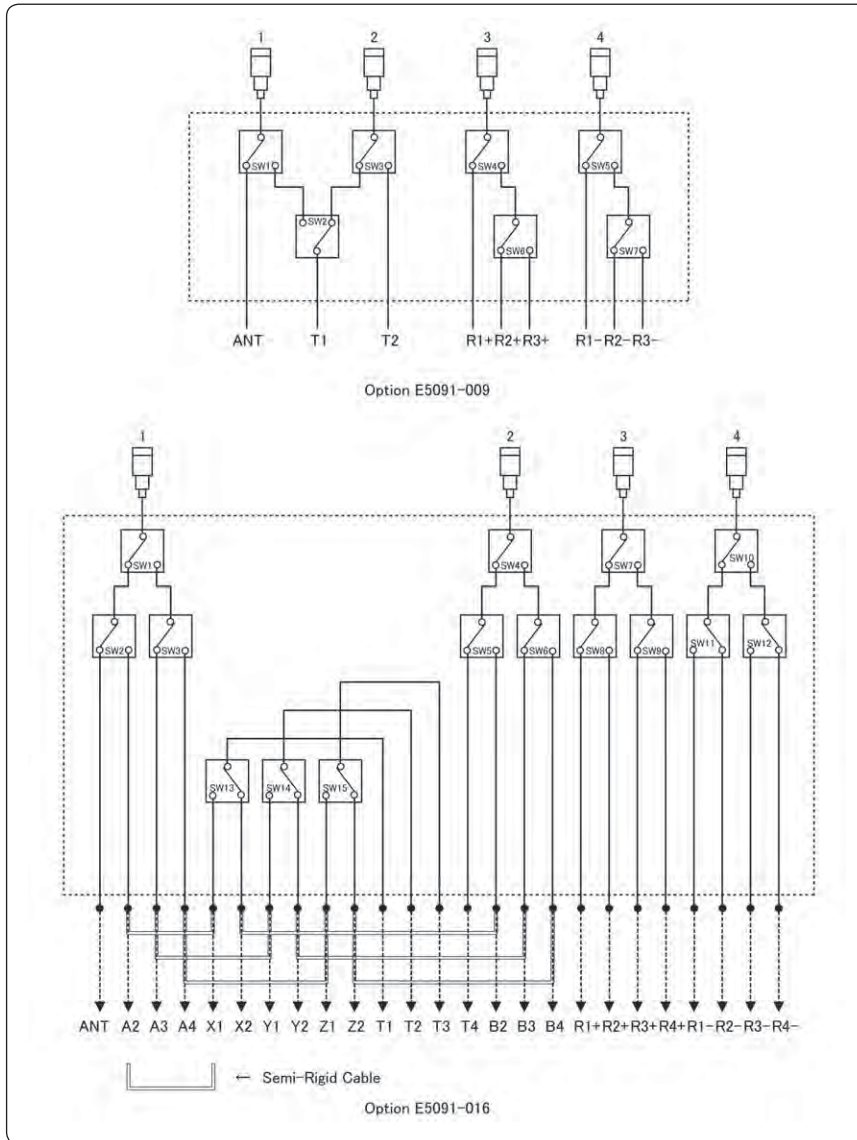 1 2 3 4
SW1 SW3 SW4 SW5
SW2 SW6 SW7
ANT T1 T2 R1+R2+R3+ R1-R2-R3-
Option E5091-009
1 2 3 4
SW1 SW4 SW7 SW10
SW2 SW3 SW5 SW6 SW8 SW9 SW11 SW12
SW13 SW14 SW15
ANT A2 A3 A4 X1 X2 Y1 Y2 Z1 Z2 T1 T2 T3 T4 B2 B3 B4 R1+R2+R3+R4+R1-R2-R3-R4-
← Semi-Rigid Cable
Option E5091-016